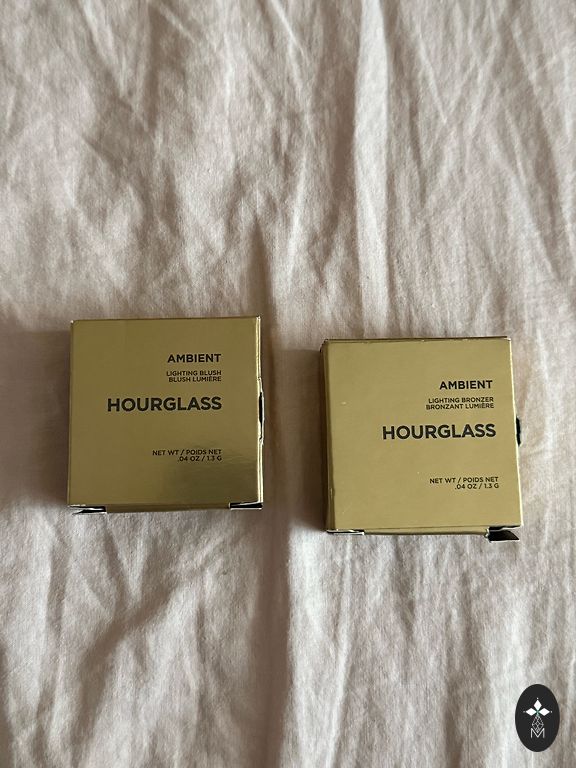 AMBIENT
LIGHTING BLUSH
BLUSH LUMIÈRE
HOURGLASS
NET WT / POIDS NET
.04 OZ / 1.3 G
AMBIENT
LIGHTING BRONZER
BRONZANT LUMIÈRE
HOURGLASS
NET WT / POIDS NET
.04 OZ / 1.3 G
M